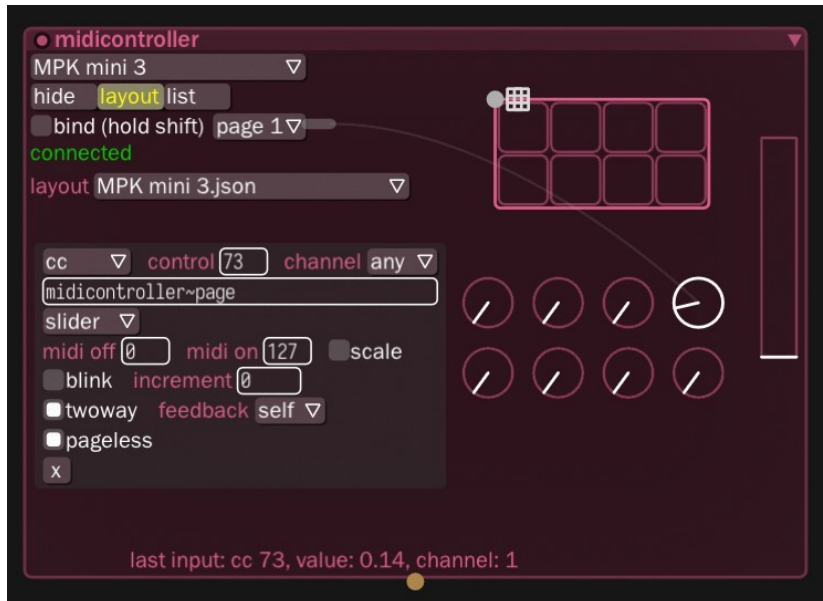 midicontroller
MPK mini 3
hide layout list
bind (hold shift) page 1
connected
layout MPK mini 3.json
cc control 73 channel any
midicontroller~page
slider
midi off 0 midi on 127 scale
blink increment 0
twoway feedback self
pageless
x
last input: cc 73, value: 0.14, channel: 1